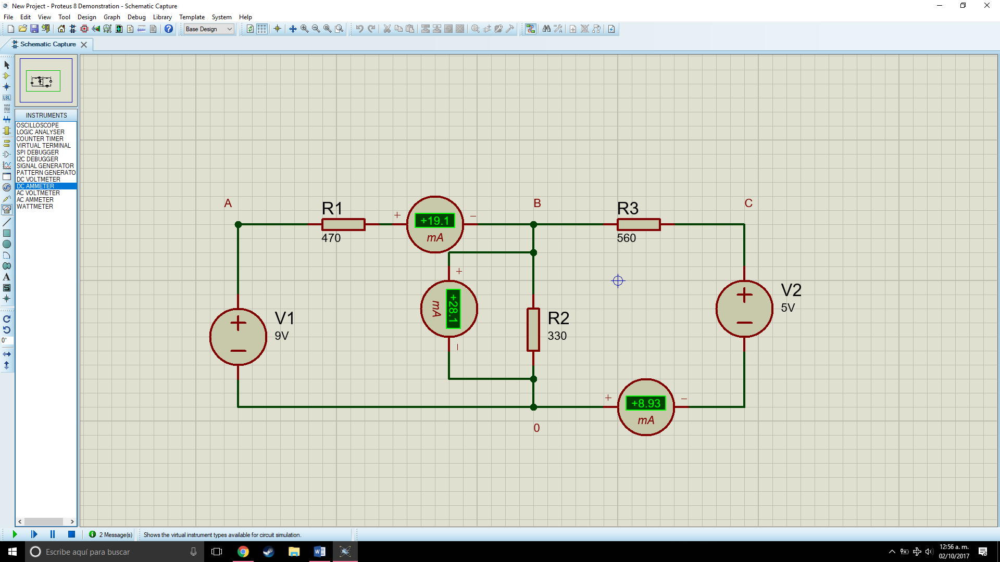 New Project - Proteus 8 Demonstration - Schematic Capture
File Edit View Tool Design Graph Debug Library Template System Help
Base Design
Schematic Capture
INSTRUMENTS
OSCILLOSCOPE
LOGIC ANALYSER
COUNTER TIMER
VIRTUAL TERMINAL
SPI DEBUGGER
I2C DEBUGGER
SIGNAL GENERATOR
PATTERN GENERATO
DC VOLTMETER
DC AMMETER
AC VOLTMETER
AC AMMETER
WATTMETER
LBL
A
S
0°
A
R1
470
+
+19.1
mA
−
B
R3
560
C
+
+28.1
mA
−
V1
9V
R2
330
V2
5V
+
+8.93
mA
−
0
2 Message(s)
Shows the virtual instrument types available for circuit simulation.
Escribe aquí para buscar
12:56 a. m.
02/10/2017